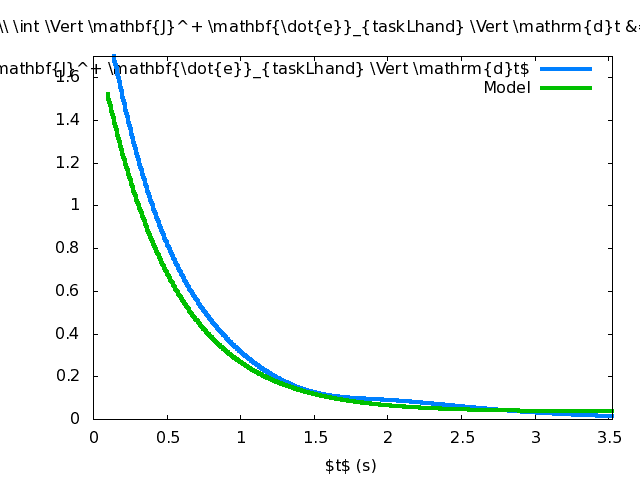 \\ \int \Vert \mathbf{J}^+ \mathbf{\dot{e}}_{taskLhand} \Vert \mathrm{d}t &
mathbf{J}^+ \mathbf{\dot{e}}_{taskLhand} \\Vert \mathrm{d}t$
Model
1.6
1.4
1.2
1
0.8
0.6
0.4
0.2
0
0 0.5 1 1.5 2 2.5 3 3.5
$t$ (s)